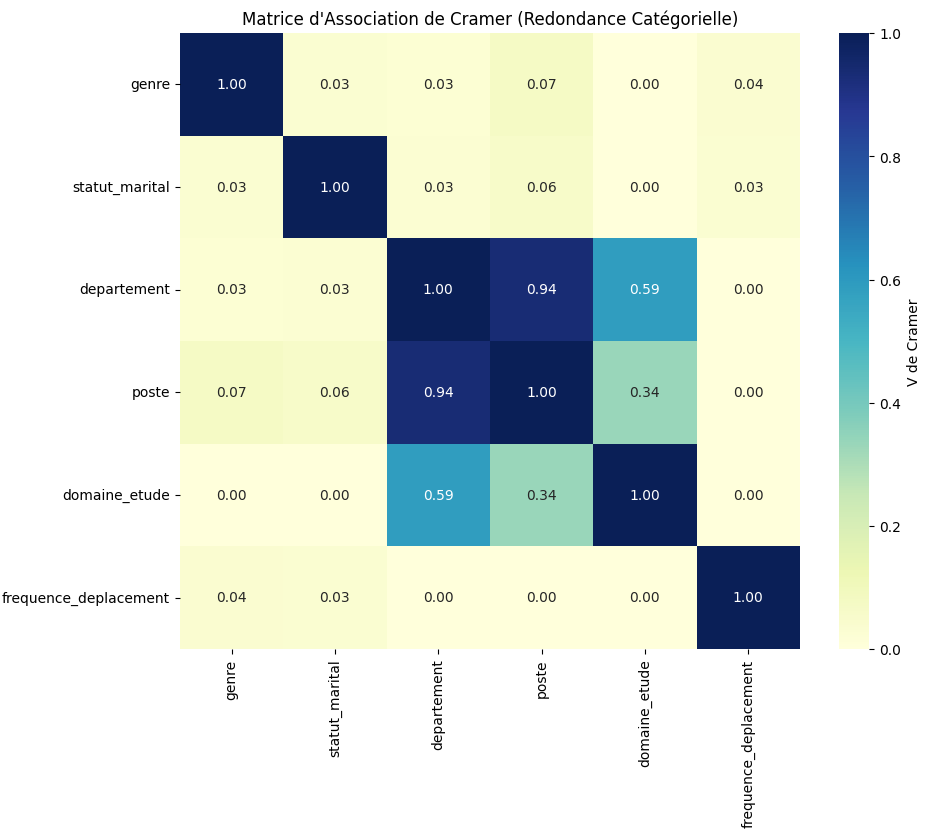 Matrice d'Association de Cramer (Redondance Catégorielle)
genre 1.00 0.03 0.03 0.07 0.00 0.04
statut_marital 0.03 1.00 0.03 0.06 0.00 0.03
departement 0.03 0.03 1.00 0.94 0.59 0.00
poste 0.07 0.06 0.94 1.00 0.34 0.00
domaine_etude 0.00 0.00 0.59 0.34 1.00 0.00
frequence_deplacement 0.04 0.03 0.00 0.00 0.00 1.00
genre
statut_marital
departement
poste
domaine_etude
frequence_deplacement
1.0
0.8
0.6
0.4
0.2
0.0
V de Cramer